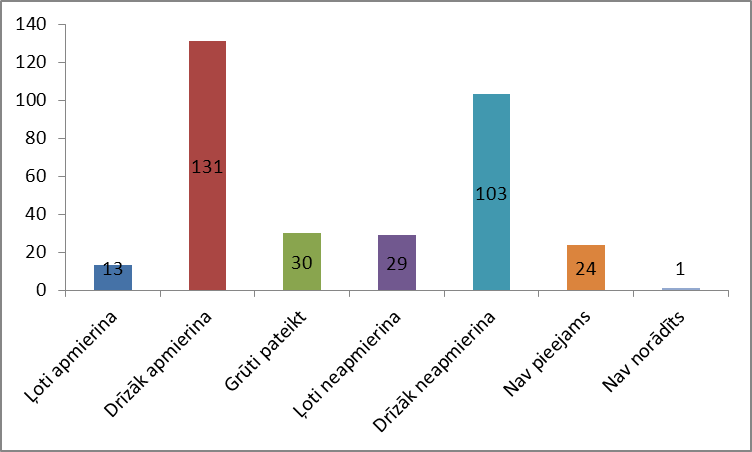 140
120
100
80
60
40
20
0
13
131
30
29
103
24
1
Ļoti apmierina
Drīzāk apmierina
Grūti pateikt
Ļoti neapmierina
Drīzāk neapmierina
Nav pieejams
Nav norādīts